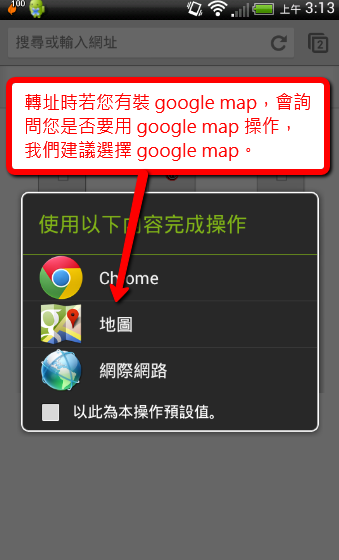 100
上午 3:13
搜尋或輸入網址
2
轉址時若您有裝 google map，會詢
問您是否要用 google map 操作，
我們建議選擇 google map。
使用以下內容完成操作
Chrome
地圖
網際網路
以此為本操作預設值。